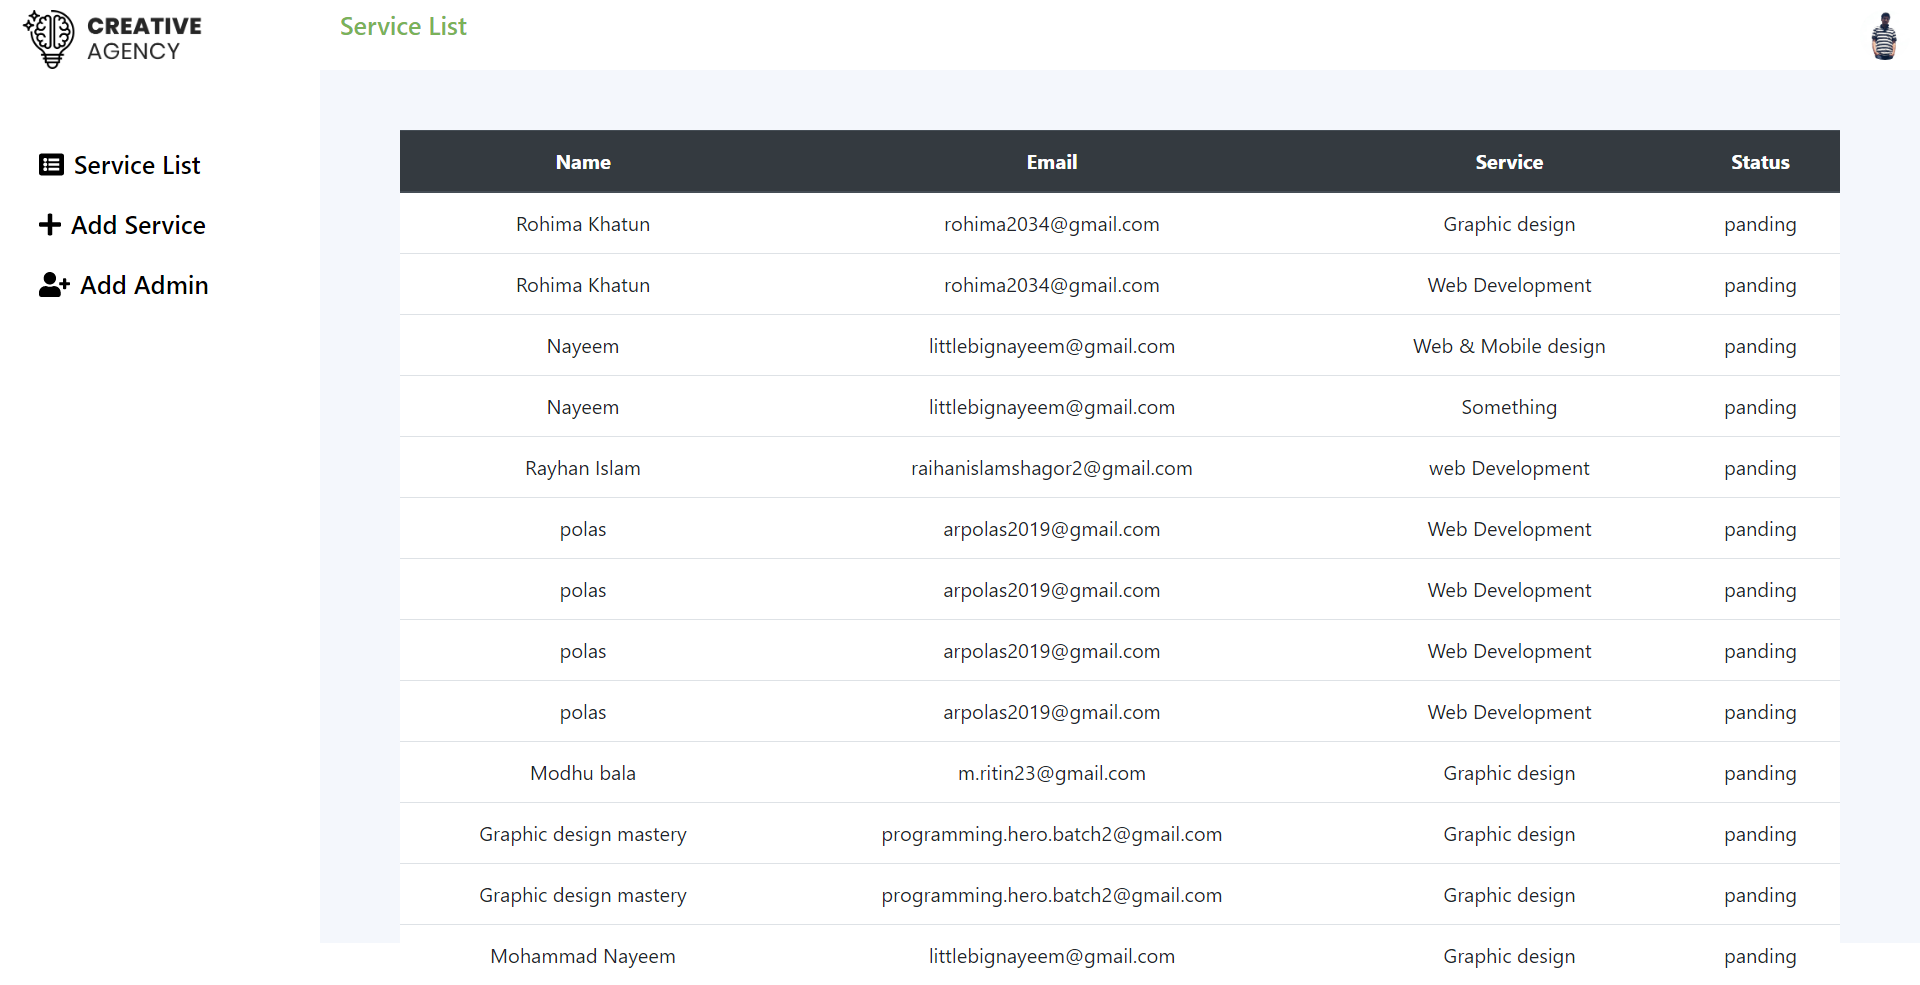 CREATIVE
AGENCY
Service List
Service List
Add Service
Add Admin
Name Email Service Status
Rohima Khatun rohima2034@gmail.com Graphic design panding
Rohima Khatun rohima2034@gmail.com Web Development panding
Nayeem littlebignayeem@gmail.com Web & Mobile design panding
Nayeem littlebignayeem@gmail.com Something panding
Rayhan Islam raihanislamshagor2@gmail.com web Development panding
polas arpolas2019@gmail.com Web Development panding
polas arpolas2019@gmail.com Web Development panding
polas arpolas2019@gmail.com Web Development panding
polas arpolas2019@gmail.com Web Development panding
Modhu bala m.ritin23@gmail.com Graphic design panding
Graphic design mastery programming.hero.batch2@gmail.com Graphic design panding
Graphic design mastery programming.hero.batch2@gmail.com Graphic design panding
Mohammad Nayeem littlebignayeem@gmail.com Graphic design panding